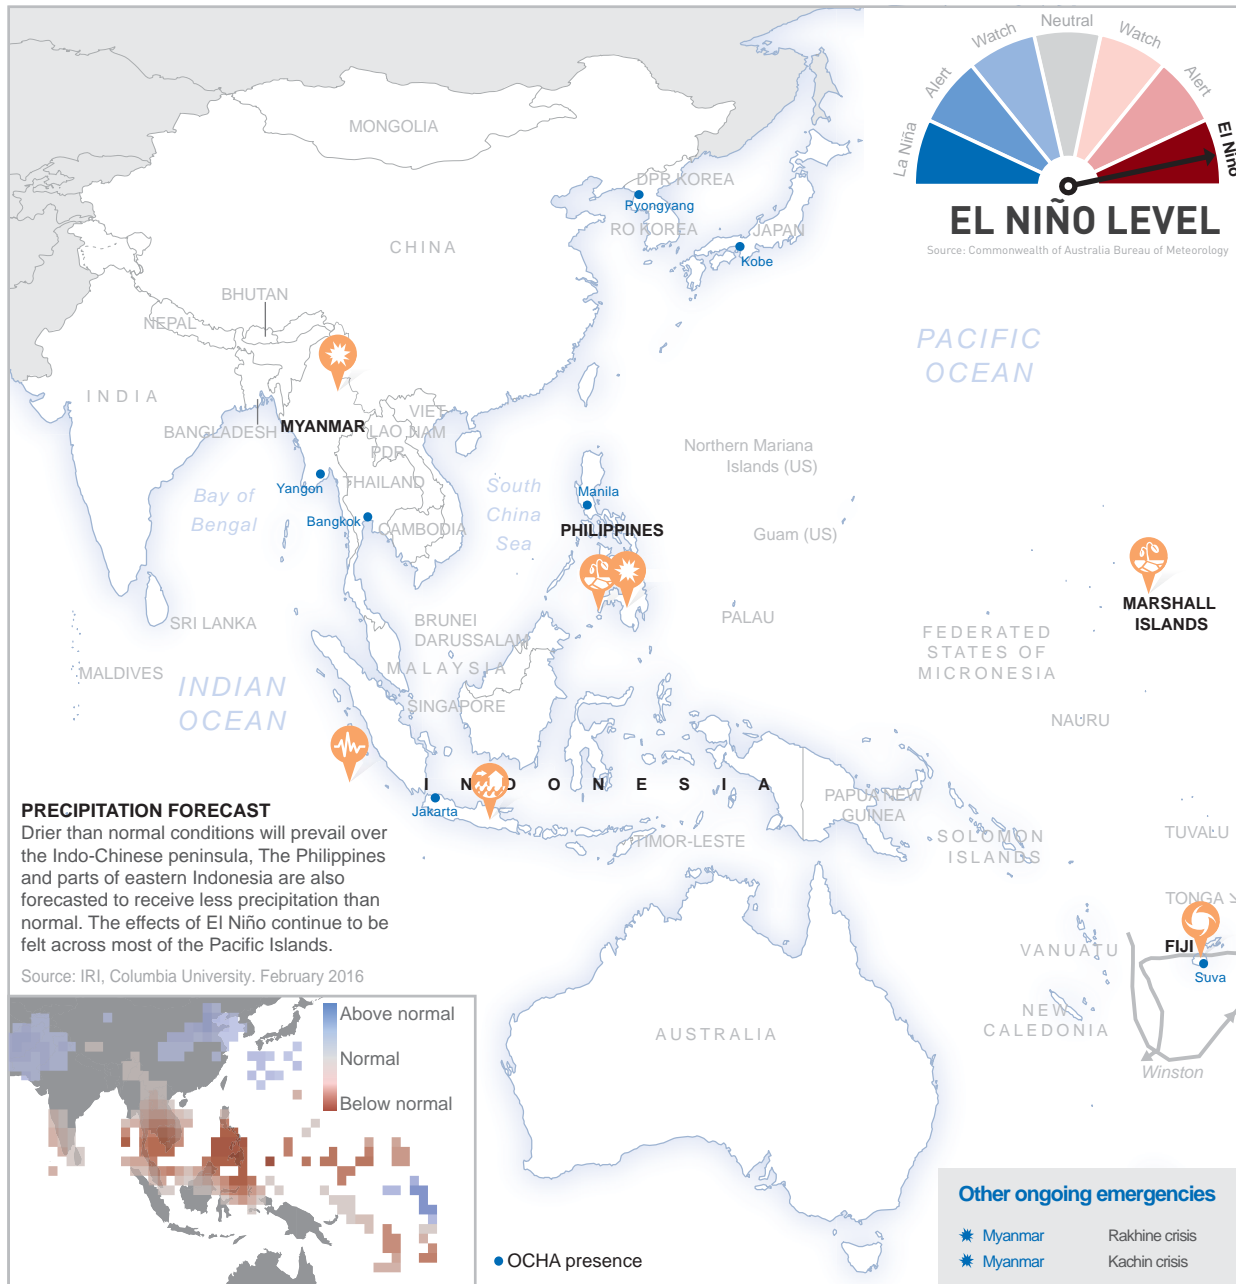 Neutral
Watch
Watch
Alert
Alert
La Niña
El Niño
EL NIÑO LEVEL
Source: Commonwealth of Australia Bureau of Meteorology
MONGOLIA
DPR KOREA
Pyongyang
RO KOREA
JAPAN
Kobe
CHINA
BHUTAN
NEPAL
PACIFIC
OCEAN
INDIA
BANGLADESH
MYANMAR
VIET
NAM
LAO
PDR
Northern Mariana
Islands (US)
Yangon
THAILAND
Bay of
Bengal
Bangkok
CAMBODIA
South
China
Sea
Manila
PHILIPPINES
Guam (US)
MARSHALL
ISLANDS
SRI LANKA
BRUNEI
DARUSSALAM
PALAU
FEDERATED
STATES OF
MICRONESIA
MALDIVES
MALAYSIA
INDIAN
OCEAN
SINGAPORE
NAURU
INDONESIA
Jakarta
PAPUA NEW
GUINEA
TIMOR-LESTE
SOLOMON
ISLANDS
TUVALU
PRECIPITATION FORECAST
Drier than normal conditions will prevail over
the Indo-Chinese peninsula, The Philippines
and parts of eastern Indonesia are also
forecasted to receive less precipitation than
normal. The effects of El Niño continue to be
felt across most of the Pacific Islands.
Source: IRI, Columbia University. February 2016
TONGA
VANUATU
FIJI
Suva
NEW
CALEDONIA
Winston
AUSTRALIA
Above normal
Normal
Below normal
OCHA presence
Other ongoing emergencies
Myanmar Rakhine crisis
Myanmar Kachin crisis